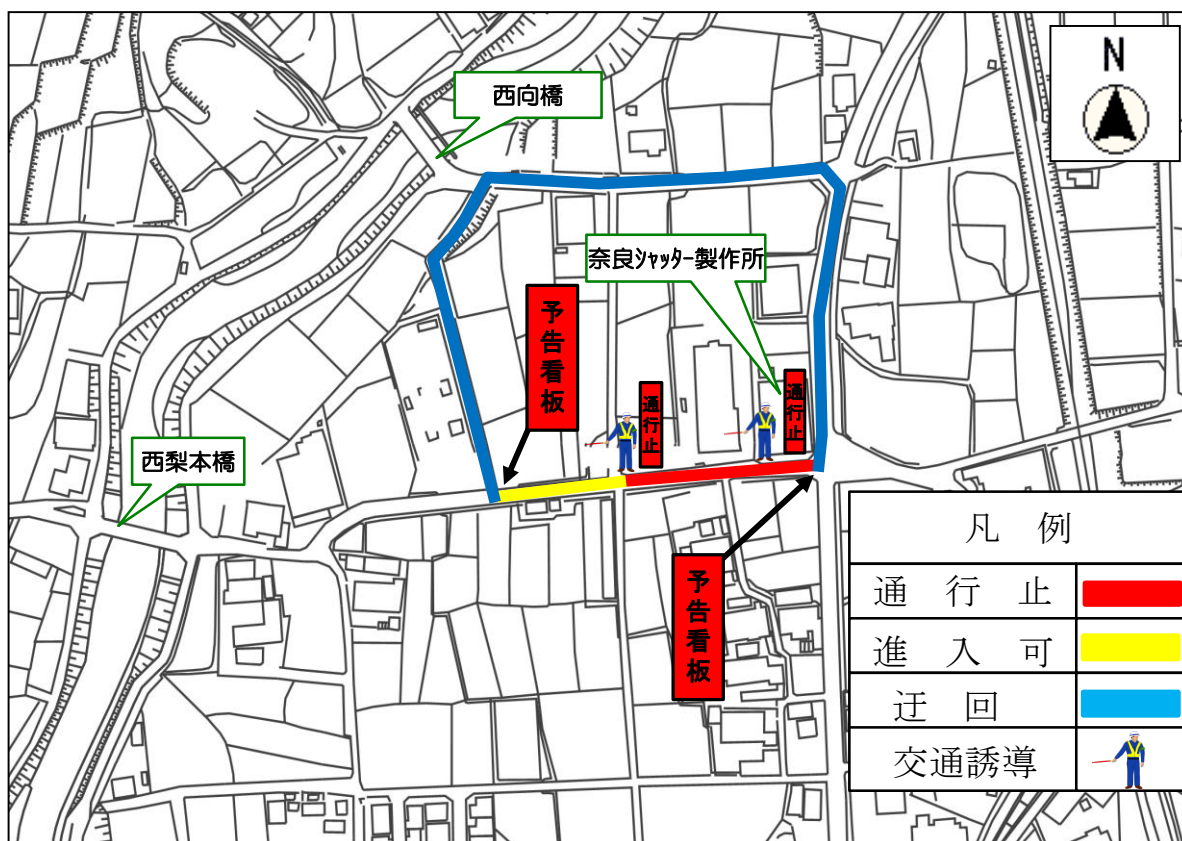 N
西向橋
奈良シャッター製作所
予告看板
通行止
通行止
西梨本橋
予告看板
凡 例
通 行 止
進 入 可
迂 回
交通誘導